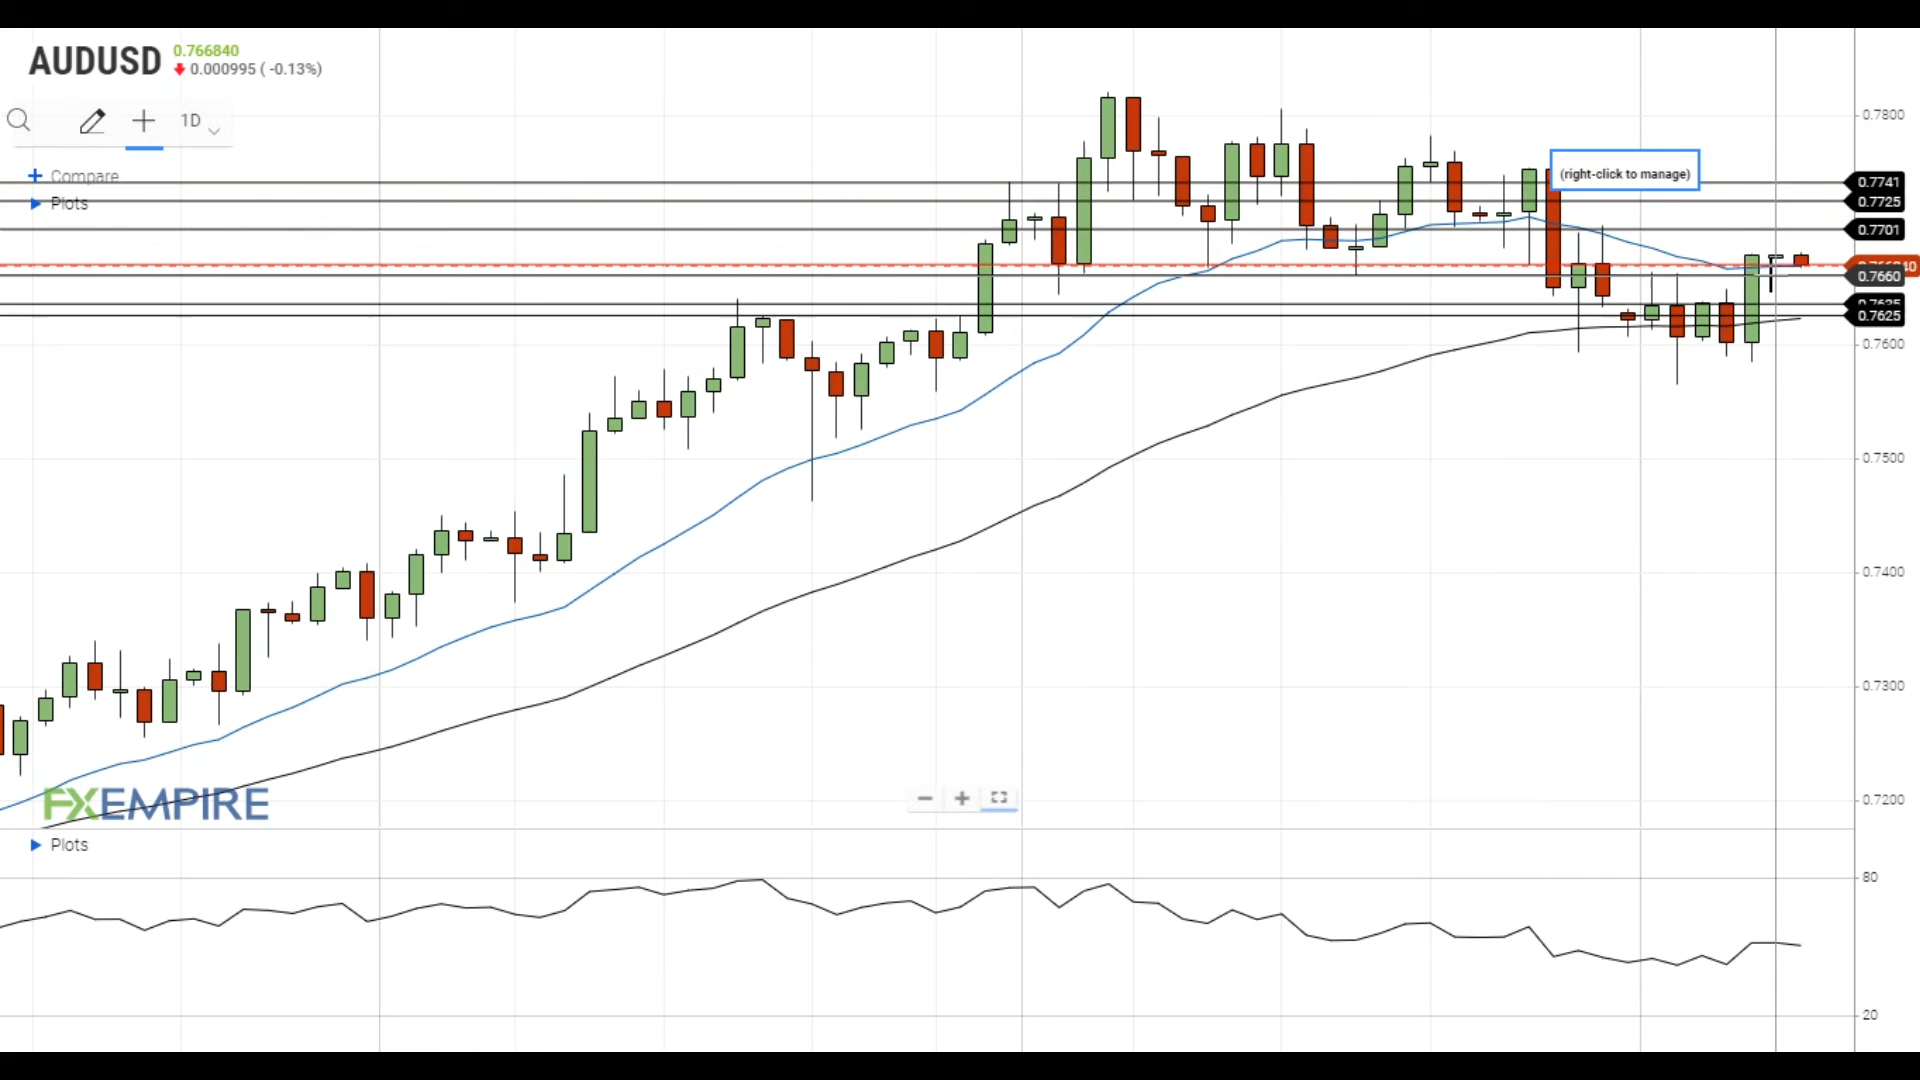 AUDUSD
0.766840
0.000995 ( -0.13%)
1D
Compare
Plots
(right-click to manage)
0.7800
0.7741
0.7725
0.7701
0.7660
0.7625
0.7600
0.7500
0.7400
0.7300
0.7200
FXEMPIRE
Plots
80
20